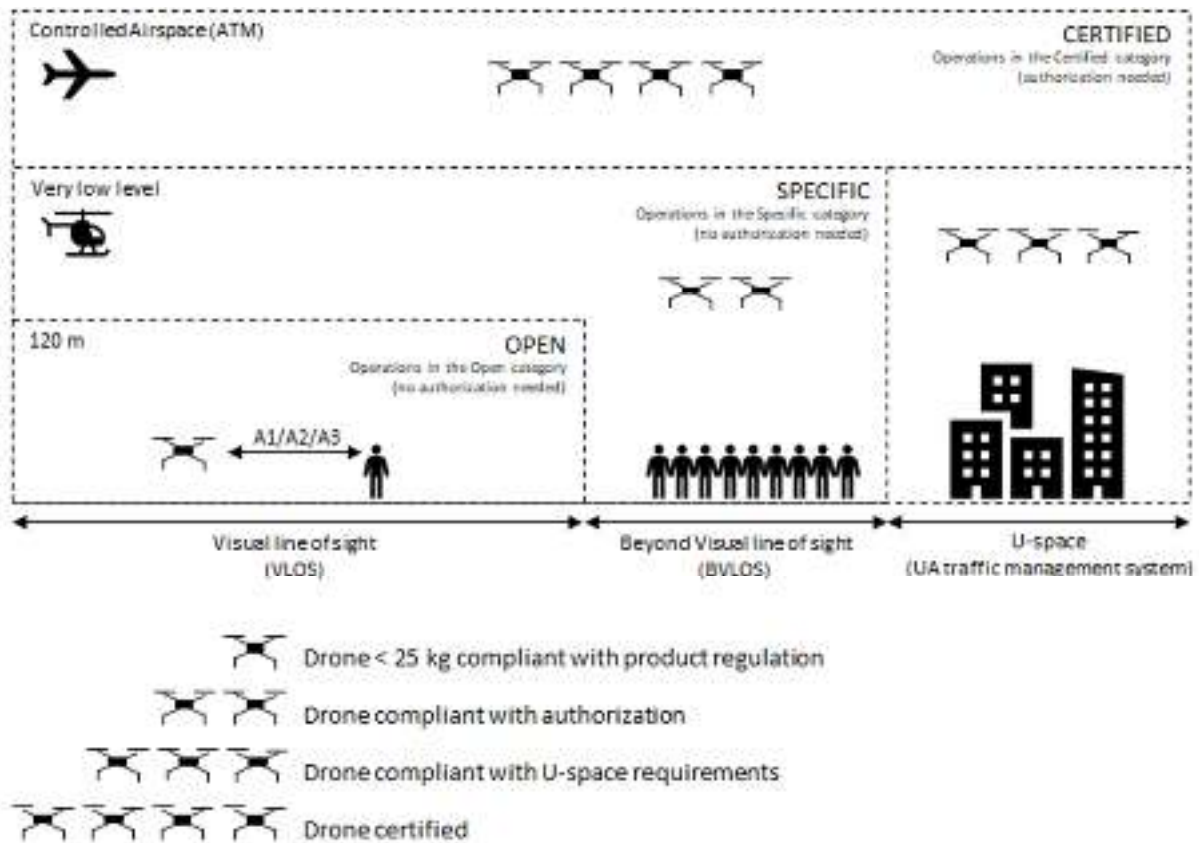 Controlled Airspace (ATM)
CERTIFIED
Operations in the Certified category
(authorization needed)
Very low level
SPECIFIC
Operations in the Specific category
(no authorization needed)
120 m
OPEN
Operations in the Open category
(no authorization needed)
A1/A2/A3
Visual line of sight
(VLOS)
Beyond Visual line of sight
(BVLOS)
U-space
(UA traffic management system)
Drone < 25 kg compliant with product regulation
Drone compliant with authorization
Drone compliant with U-space requirements
Drone certified